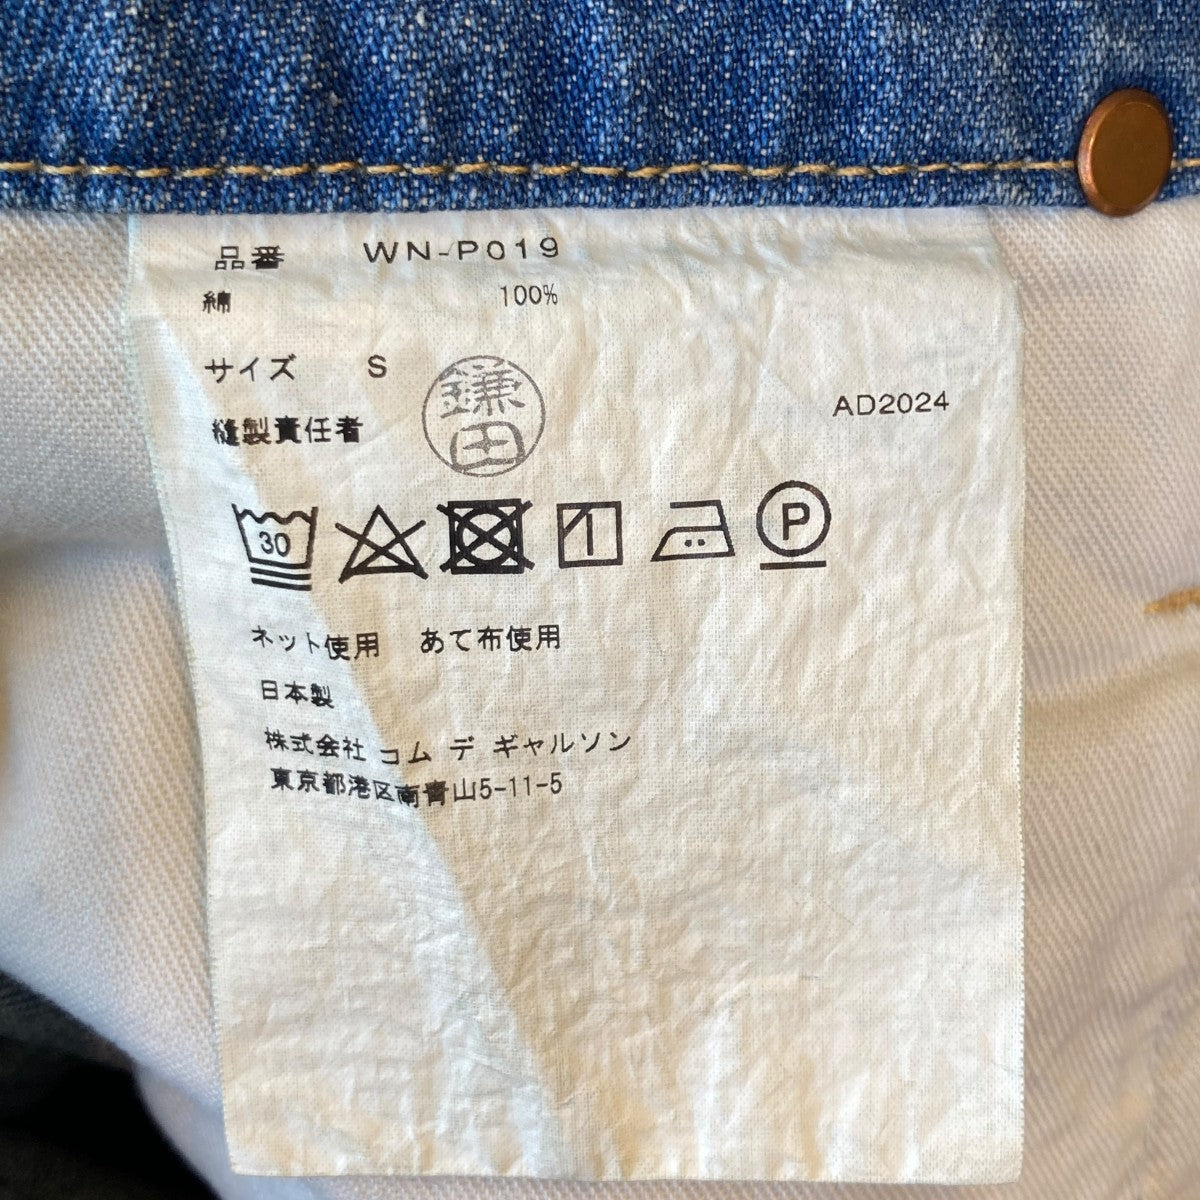 品番 WN-P019
綿 100%
サイズ S
鎌田
縫製責任者
AD2024
30
P
ネット使用 あて布使用
日本製
株式会社 コム デ ギャルソン
東京都港区南青山5-11-5